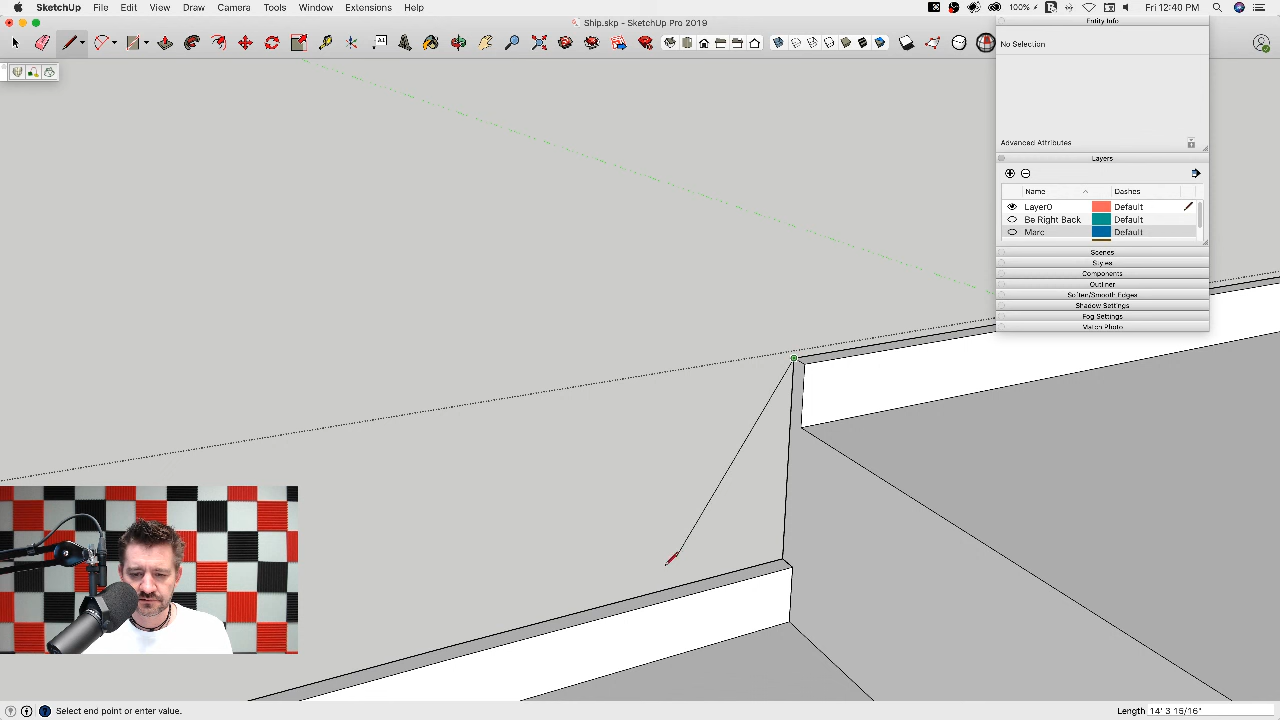 SketchUp File Edit View Draw Camera Tools Window Extensions Help
100% Fri 12:40 PM
Ship.skp - SketchUp Pro 2019
Entity Info
No Selection
Advanced Attributes
Layers
Name Dashes
Layer0 Default
Be Right Back Default
Marc Default
Scenes
Styles
Components
Outliner
Soften/Smooth Edges
Shadow Settings
Fog Settings
Match Photo
Select end point or enter value.
Length 14' 3 15/16"